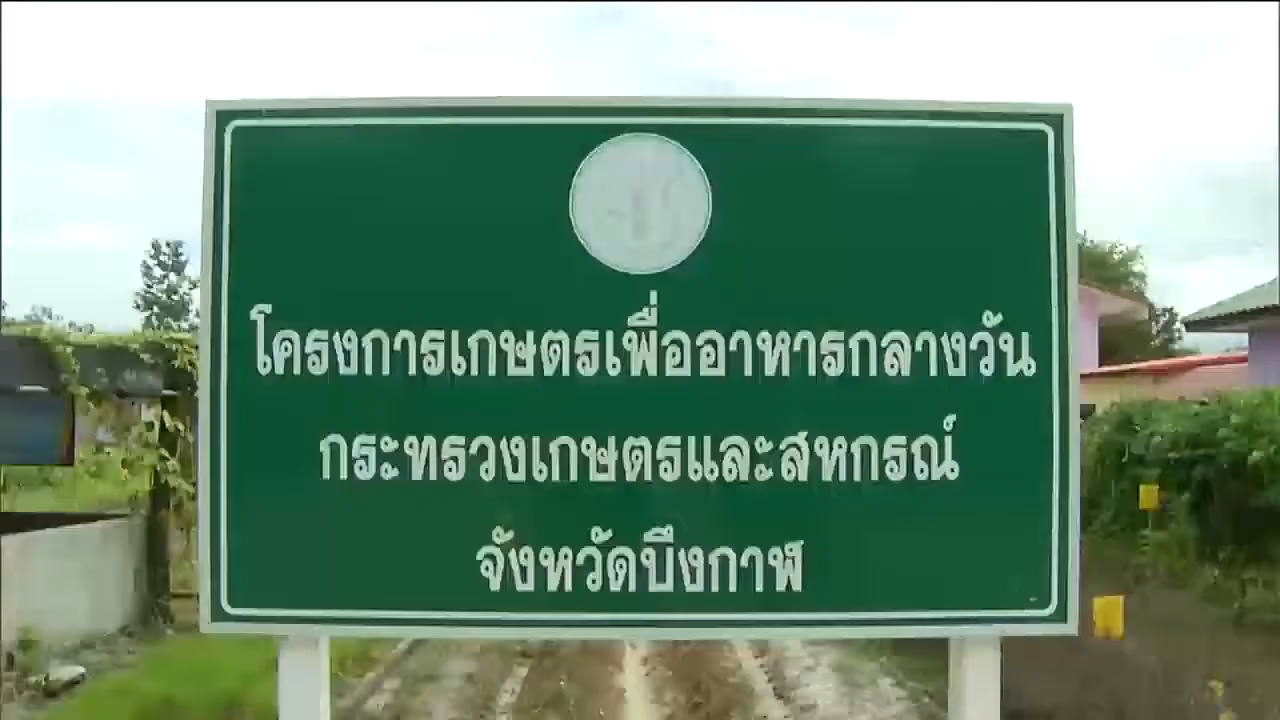 โครงการเกษตรเพื่ออาหารกลางวัน
กระทรวงเกษตรและสหกรณ์
จังหวัดบึงกาฬ